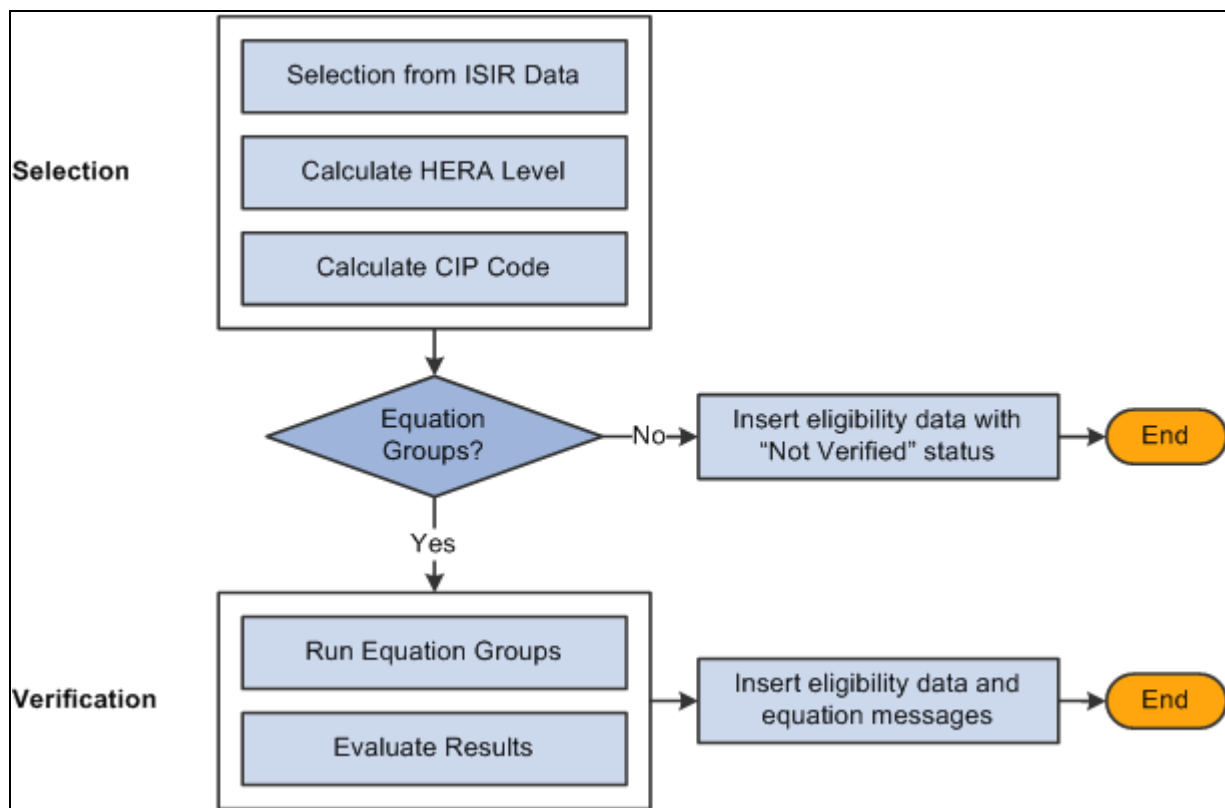 Selection
Selection from ISIR Data
Calculate HERA Level
Calculate CIP Code
Equation
Groups?
No
Insert eligibility data with
“Not Verified” status
End
Yes
Verification
Run Equation Groups
Evaluate Results
Insert eligibility data and
equation messages
End